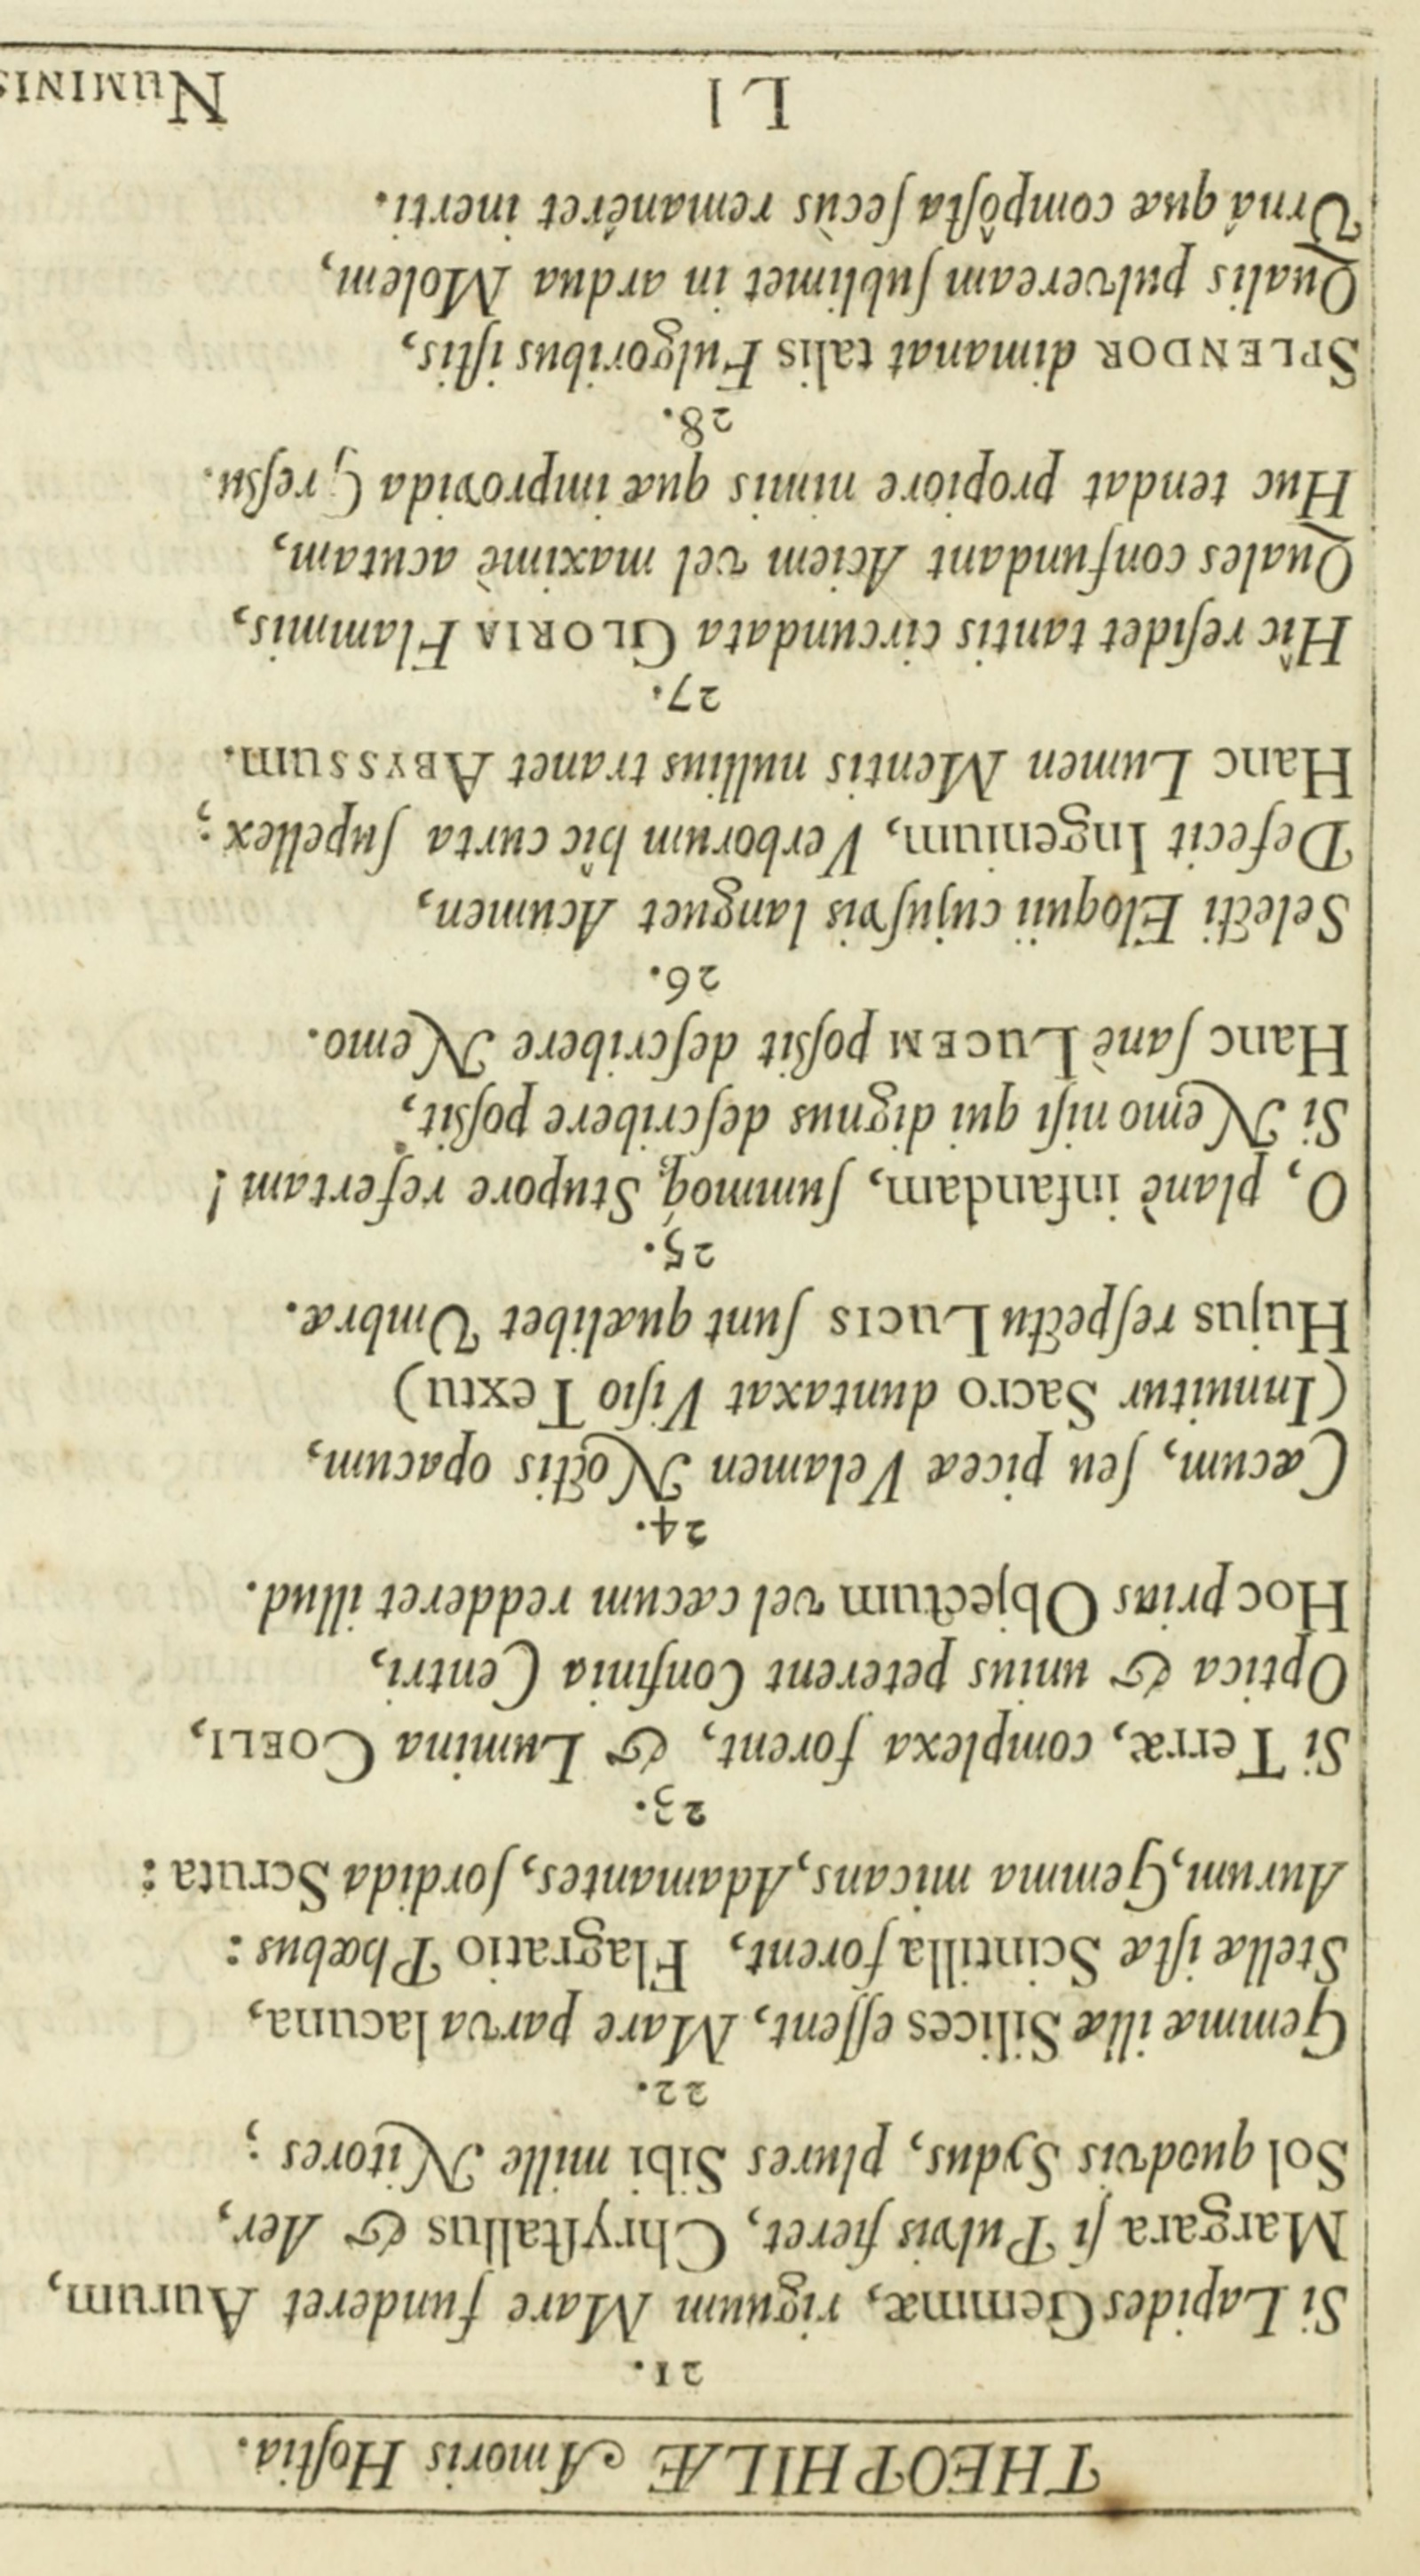 THEOPHILÆ Amoris Hoſtia.
21.
Si Lapides Gemmæ, riguum Mare funderet Aurum,
Margara ſi Pulvis fieret, Chryſtallus & Aer,
Sol quodvis Sydus, plures Sibi mille Nitores;
22.
Gemmæ illæ Silices eſſent, Mare parva lacuna,
Stellæ iſtæ Scintilla forent, Flagratio Phœbus:
Aurum, Gemma micans, Adamantes, ſordida Scruta:
23.
Si Terræ, complexa forent, & Lumina COELI,
Optica & unius peterent Confinia Centri,
Hoc prius Objectum vel cæcum redderet illud.
24.
Cæcum, ſeu piceæ Velamen Noctis opacum,
(Innuitur Sacro duntaxat Viſio Textu)
Hujus reſpectu LUCIS ſunt quælibet Umbræ.
25.
O, planè infandam, ſummoq́; Stupore refertam!
Si Nemo niſi qui dignus deſcribere poſsit,
Hanc ſanè LUCEM poſsit deſcribere Nemo.
26.
Selecti Eloquii cujuſvis languet Acumen,
Defecit Ingenium, Verborum hîc curta ſupellex;
Hanc Lumen Mentis nullius tranet ABYSSUM.
27.
Hîc reſidet tantis circundata GLORIA Flammis,
Quales confundant Aciem vel maximè acutam,
Huc tendat propiore nimis quæ improvida Greſsu.
28.
SPLENDOR dimanat talis Fulgoribus iſtis,
Qualis pulveream ſublimet in ardua Molem,
Urnâ quæ compôſta ſecùs remanêret inerti.
Ll
NUMINIS